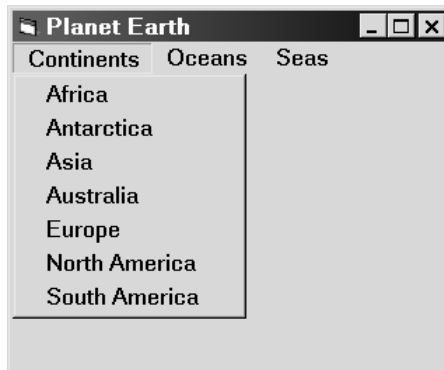 Planet Earth
Continents Oceans Seas
Africa
Antarctica
Asia
Australia
Europe
North America
South America